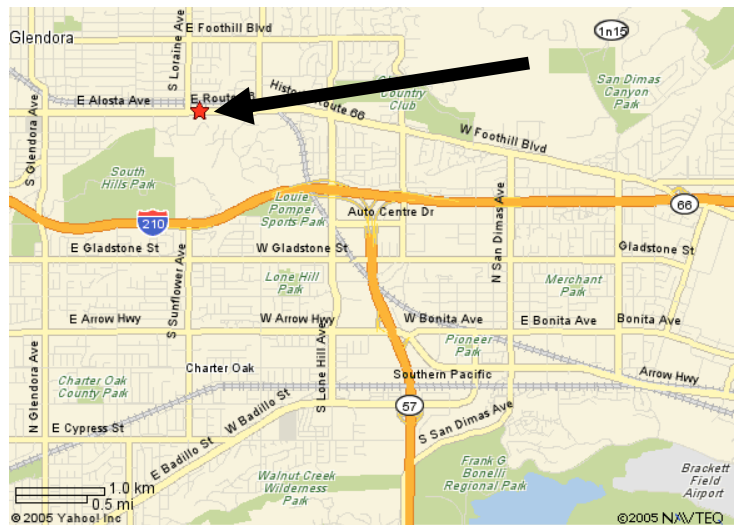 Glendora
S Loraine Ave
E Foothill Blvd
1n15
San Dimas
Canyon
Park
Country
Club
E Alosta Ave
E Route 66
Historic Route 66
W Foothill Blvd
S Glendora Ave
South
Hills Park
Louie
Pomper
Sports Park
Auto Centre Dr
N San Dimas Ave
66
210
E Gladstone St
W Gladstone St
Gladstone St
S Sunflower Ave
Lone Hill
Park
Merchant
Park
E Arrow Hwy
W Arrow Hwy
W Bonita Ave
E Bonita Ave
Bonita Ave
Pioneer
Park
N Glendora Ave
Charter Oak
S Lone Hill Ave
Southern Pacific
Arrow Hwy
Charter Oak
County Park
57
W Badillo St
E Cypress St
E Badillo St
S San Dimas Ave
Walnut Creek
Wilderness
Park
Frank G
Bonelli
Regional Park
Brackett
Field
Airport
1.0 km
0.5 mi
©2005 Yahoo! Inc
©2005 NAVTEQ